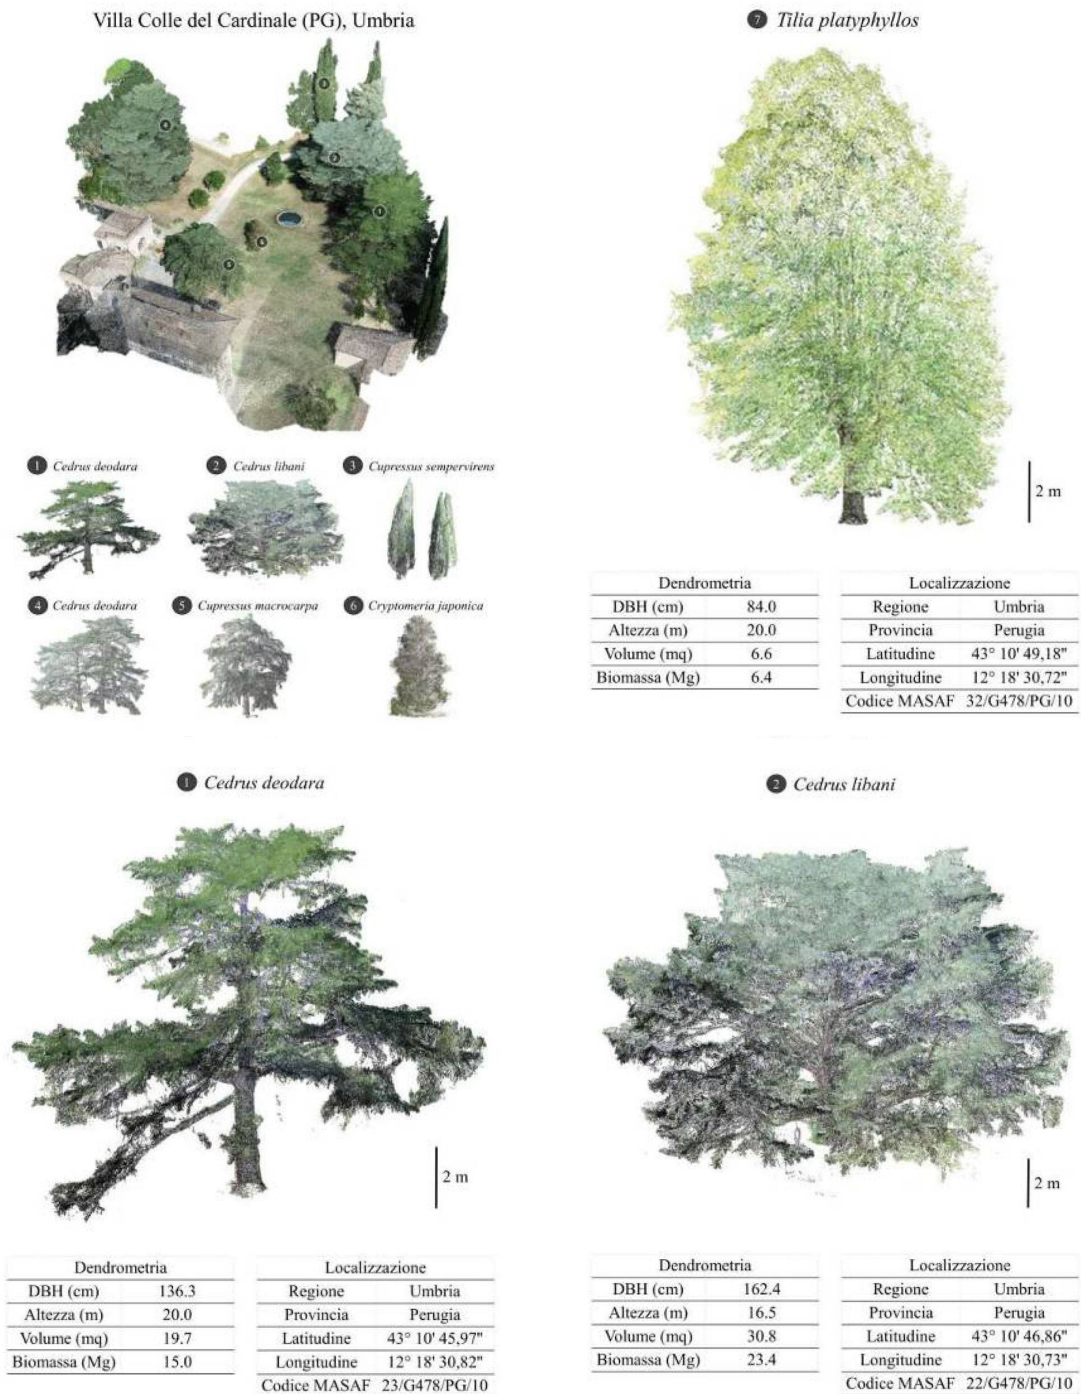 Villa Colle del Cardinale (PG), Umbria
3
4
2
1
6
5
1 Cedrus deodara
2 Cedrus libani
3 Cupressus sempervirens
4 Cedrus deodara
5 Cupressus macrocarpa
6 Cryptomeria japonica
7 Tilia platyphyllos
2 m
Dendrometria
DBH (cm) 84.0
Altezza (m) 20.0
Volume (mq) 6.6
Biomassa (Mg) 6.4
Localizzazione
Regione Umbria
Provincia Perugia
Latitudine 43° 10' 49,18"
Longitudine 12° 18' 30,72"
Codice MASAF 32/G478/PG/10
1 Cedrus deodara
2 m
Dendrometria
DBH (cm) 136.3
Altezza (m) 20.0
Volume (mq) 19.7
Biomassa (Mg) 15.0
Localizzazione
Regione Umbria
Provincia Perugia
Latitudine 43° 10' 45,97"
Longitudine 12° 18' 30,82"
Codice MASAF 23/G478/PG/10
2 Cedrus libani
2 m
Dendrometria
DBH (cm) 162.4
Altezza (m) 16.5
Volume (mq) 30.8
Biomassa (Mg) 23.4
Localizzazione
Regione Umbria
Provincia Perugia
Latitudine 43° 10' 46,86"
Longitudine 12° 18' 30,73"
Codice MASAF 22/G478/PG/10